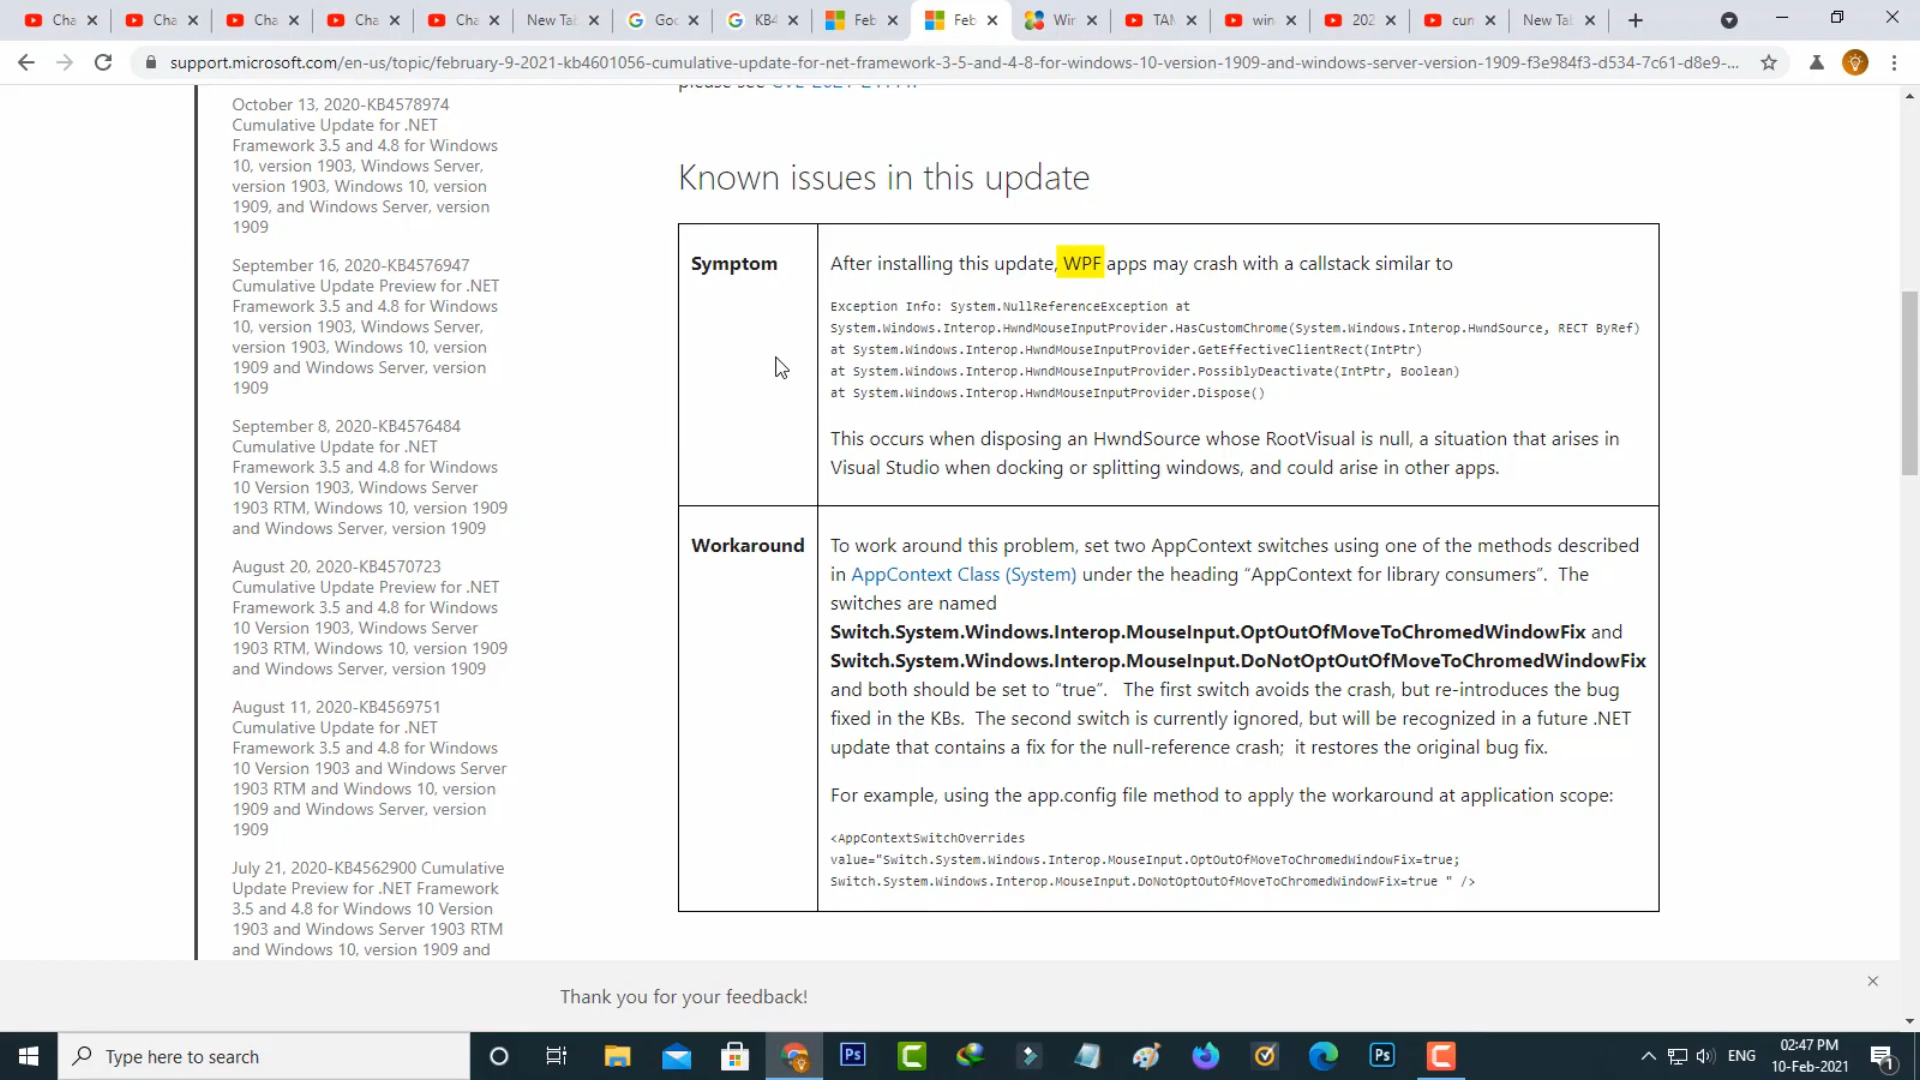 Cha
Cha
Cha
Cha
Cha
New Tab
Goo
KB4
Feb
Feb
Win
TAM
win
202
cum
New Tab
support.microsoft.com/en-us/topic/february-9-2021-kb4601056-cumulative-update-for-net-framework-3-5-and-4-8-for-windows-10-version-1909-and-windows-server-version-1909-f3e984f3-d534-7c61-d8e9-...
October 13, 2020-KB4578974
Cumulative Update for .NET
Framework 3.5 and 4.8 for Windows
10, version 1903, Windows Server,
version 1903, Windows 10, version
1909, and Windows Server, version
1909
September 16, 2020-KB4576947
Cumulative Update Preview for .NET
Framework 3.5 and 4.8 for Windows
10, version 1903, Windows Server,
version 1903, Windows 10, version
1909 and Windows Server, version
1909
September 8, 2020-KB4576484
Cumulative Update for .NET
Framework 3.5 and 4.8 for Windows
10 Version 1903, Windows Server
1903 RTM, Windows 10, version 1909
and Windows Server, version 1909
August 20, 2020-KB4570723
Cumulative Update Preview for .NET
Framework 3.5 and 4.8 for Windows
10 Version 1903, Windows Server
1903 RTM, Windows 10, version 1909
and Windows Server, version 1909
August 11, 2020-KB4569751
Cumulative Update for .NET
Framework 3.5 and 4.8 for Windows
10 Version 1903 and Windows Server
1903 RTM and Windows 10, version
1909 and Windows Server, version
1909
July 21, 2020-KB4562900 Cumulative
Update Preview for .NET Framework
3.5 and 4.8 for Windows 10 Version
1903 and Windows Server 1903 RTM
and Windows 10, version 1909 and
please see
Known issues in this update
Symptom
After installing this update, WPF apps may crash with a callstack similar to
Exception Info: System.NullReferenceException at
System.Windows.Interop.HwndMouseInputProvider.HasCustomChrome(System.Windows.Interop.HwndSource, RECT ByRef)
at System.Windows.Interop.HwndMouseInputProvider.GetEffectiveClientRect(IntPtr)
at System.Windows.Interop.HwndMouseInputProvider.PossiblyDeactivate(IntPtr, Boolean)
at System.Windows.Interop.HwndMouseInputProvider.Dispose()
This occurs when disposing an HwndSource whose RootVisual is null, a situation that arises in
Visual Studio when docking or splitting windows, and could arise in other apps.
Workaround
To work around this problem, set two AppContext switches using one of the methods described
in AppContext Class (System) under the heading “AppContext for library consumers”. The
switches are named
Switch.System.Windows.Interop.MouseInput.OptOutOfMoveToChromedWindowFix and
Switch.System.Windows.Interop.MouseInput.DoNotOptOutOfMoveToChromedWindowFix
and both should be set to “true”. The first switch avoids the crash, but re-introduces the bug
fixed in the KBs. The second switch is currently ignored, but will be recognized in a future .NET
update that contains a fix for the null-reference crash; it restores the original bug fix.
For example, using the app.config file method to apply the workaround at application scope:
<AppContextSwitchOverrides
value="Switch.System.Windows.Interop.MouseInput.OptOutOfMoveToChromedWindowFix=true;
Switch.System.Windows.Interop.MouseInput.DoNotOptOutOfMoveToChromedWindowFix=true " />
Thank you for your feedback!
Type here to search
Ps
Ps
ENG
02:47 PM
10-Feb-2021
1